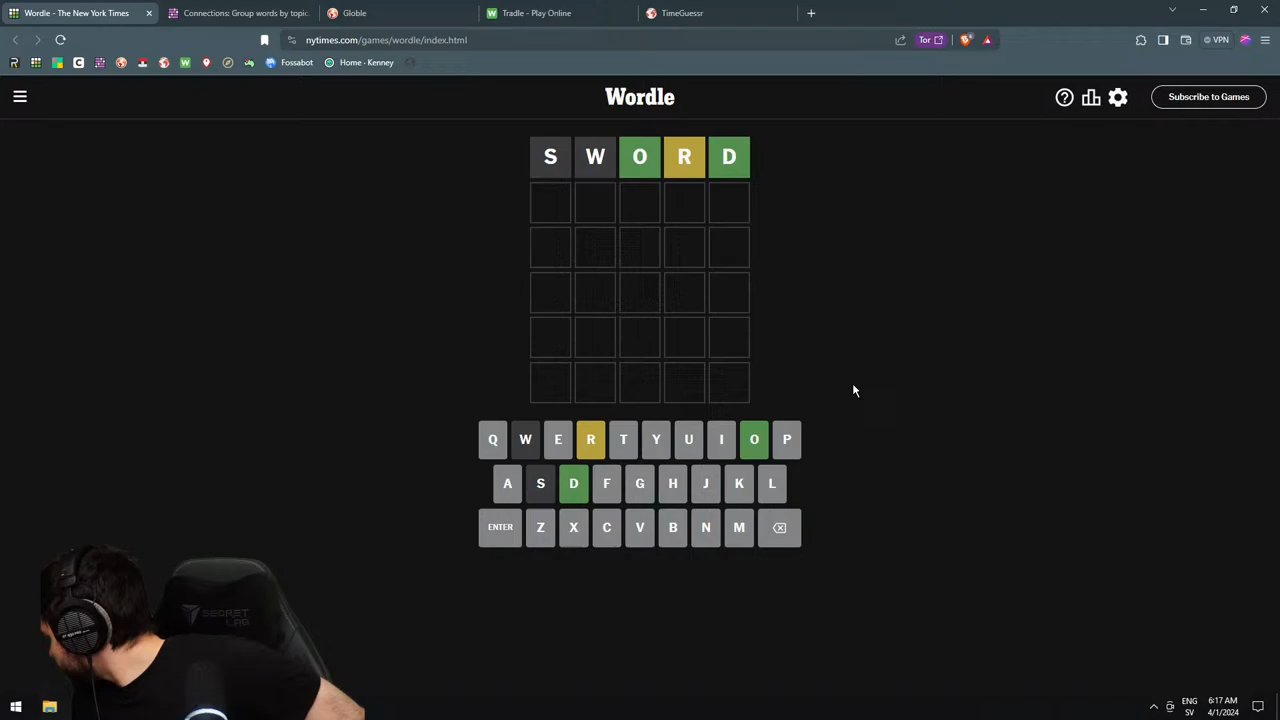 Wordle - The New York Times
Connections: Group words by topic.
Globle
Tradle - Play Online
TimeGuessr
nytimes.com/games/wordle/index.html
Tor
VPN
Fossabot
Home · Kenney
Wordle
Subscribe to Games
S W O R D
Q W E R T Y U I O P
A S D F G H J K L
ENTER Z X C V B N M
SECRET LAB
ENG 6:17 AM
SV 4/1/2024